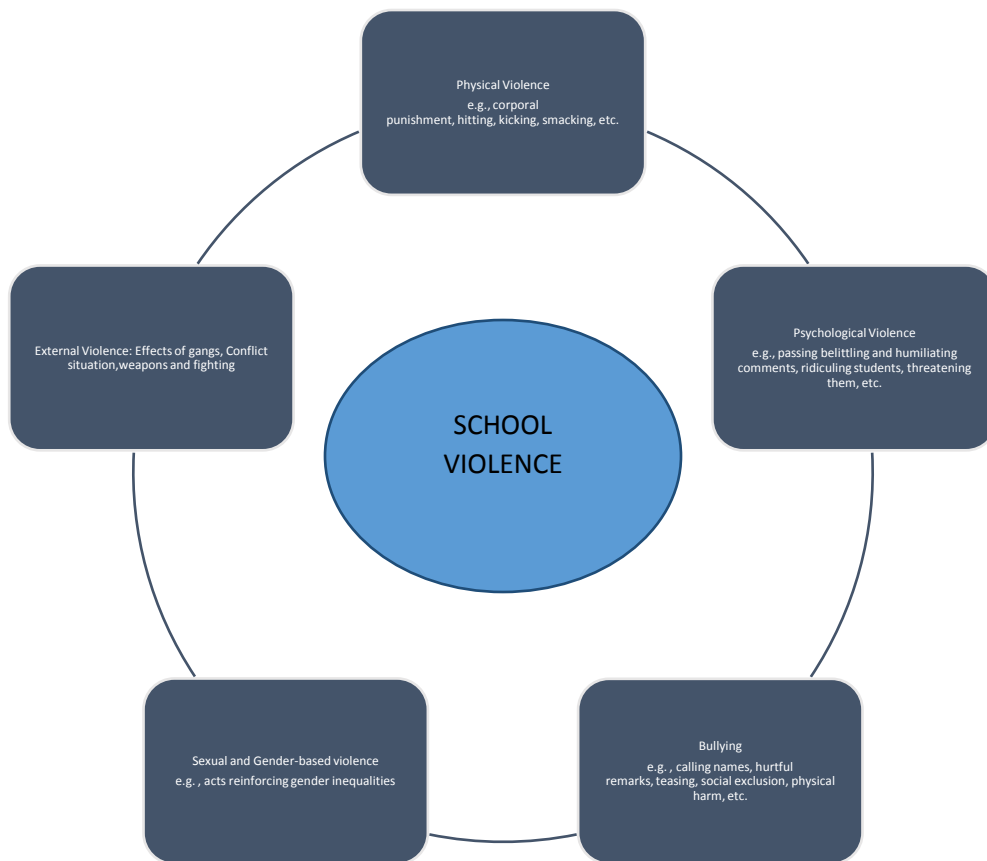 Physical Violence
e.g., corporal
punishment, hitting, kicking, smacking, etc.
Psychological Violence
e.g., passing belittling and humiliating
comments, ridiculing students, threatening
them, etc.
Bullying
e.g. , calling names, hurtful
remarks, teasing, social exclusion, physical
harm, etc.
Sexual and Gender-based violence
e.g. , acts reinforcing gender inequalities
External Violence: Effects of gangs, Conflict
situation,weapons and fighting
SCHOOL
VIOLENCE